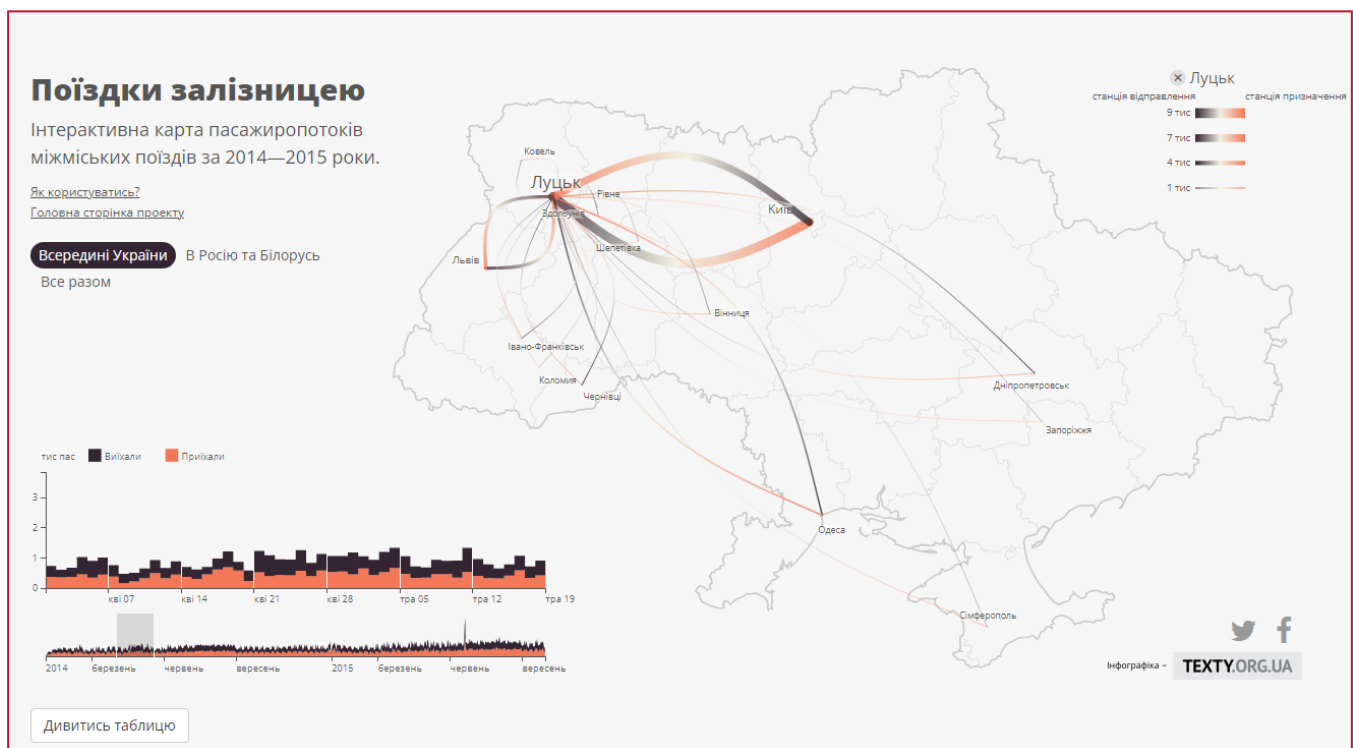 Поїздки залізницею
Інтерактивна карта пасажиропотоків
міжміських поїздів за 2014—2015 роки.
Як користуватись?
Головна сторінка проекту
Всередині України В Росію та Білорусь
Все разом
Луцьк
станція відправлення станція призначення
9 тис
7 тис
4 тис
1 тис
Ковель
Луцьк
Рівне
Здолбунів
Київ
Шепетівка
Львів
Вінниця
Івано-Франківськ
Коломия
Чернівці
Дніпропетровськ
Запоріжжя
Одеса
Сімферополь
тис пас Виїхали Приїхали
3
2
1
0
кві 07 кві 14 кві 21 кві 28 тра 05 тра 12 тра 19
2014 березень червень вересень 2015 березень червень вересень
Інфографіка – TEXTY.ORG.UA
Дивитись таблицю